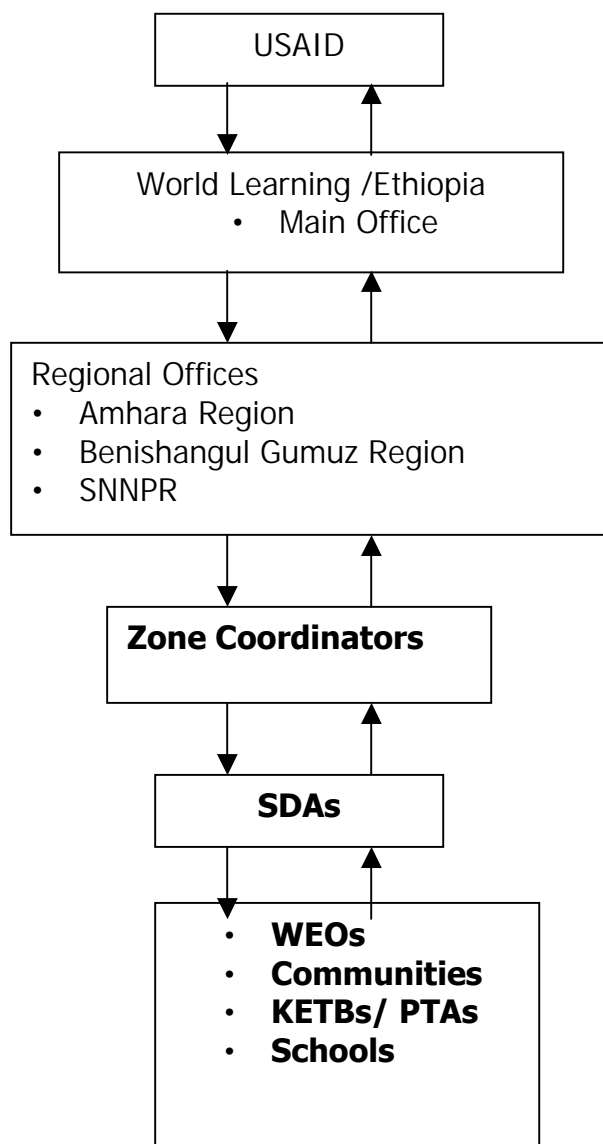 USAID
World Learning /Ethiopia
• Main Office
Regional Offices
• Amhara Region
• Benishangul Gumuz Region
• SNNPR
Zone Coordinators
SDAs
• WEOs
• Communities
• KETBs/ PTAs
• Schools